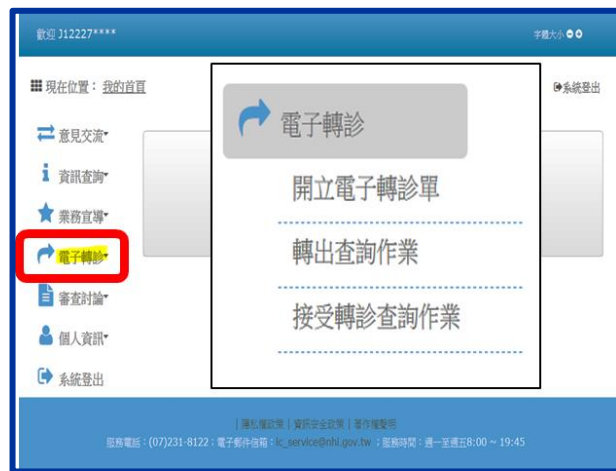 歡迎 J12227****
字體大小
現在位置： 我的首頁
系統登出
意見交流
資訊查詢
業務宣導
電子轉診
審查討論
個人資訊
系統登出
電子轉診
開立電子轉診單
轉出查詢作業
接受轉診查詢作業
| 隱私權政策 | 資訊安全政策 | 著作權聲明
服務電話：(07)231-8122；電子郵件信箱：ic_service@nhi.gov.tw；服務時間：週一至週五8:00 ~ 19:45